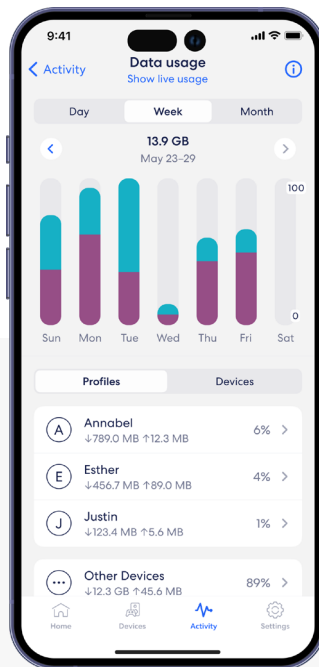 9:41
Activity
Data usage
Show live usage
Day Week Month
13.9 GB
May 23–29
100
0
Sun Mon Tue Wed Thu Fri Sat
Profiles Devices
A Annabel 6%
↓789.0 MB ↑12.3 MB
E Esther 4%
↓456.7 MB ↑89.0 MB
J Justin 1%
↓123.4 MB ↑5.6 MB
Other Devices 89%
↓12.3 GB ↑45.6 MB
Home Devices Activity Settings